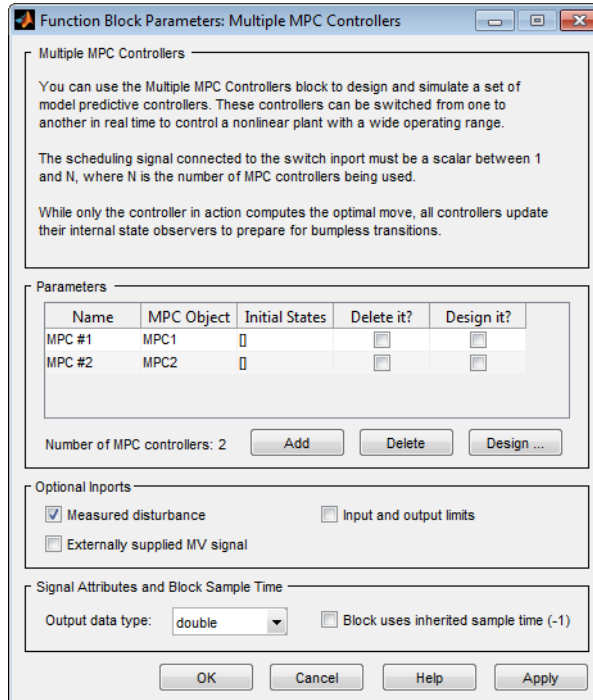 Function Block Parameters: Multiple MPC Controllers
Multiple MPC Controllers
You can use the Multiple MPC Controllers block to design and simulate a set of
model predictive controllers. These controllers can be switched from one to
another in real time to control a nonlinear plant with a wide operating range.
The scheduling signal connected to the switch inport must be a scalar between 1
and N, where N is the number of MPC controllers being used.
While only the controller in action computes the optimal move, all controllers update
their internal state observers to prepare for bumpless transitions.
Parameters
Name MPC Object Initial States Delete it? Design it?
MPC #1 MPC1 []
MPC #2 MPC2 []
Number of MPC controllers: 2 Add Delete Design ...
Optional Inports
Measured disturbance Input and output limits
Externally supplied MV signal
Signal Attributes and Block Sample Time
Output data type: double Block uses inherited sample time (-1)
OK Cancel Help Apply